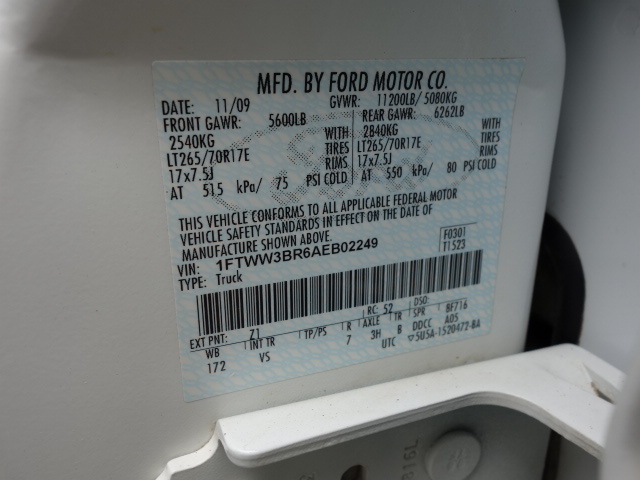 MFD. BY FORD MOTOR CO.
DATE: 11/09 GVWR: 11200LB/ 5080KG
FRONT GAWR: 5600LB REAR GAWR: 6262LB
2540KG 2840KG
LT265/70R17E TIRES LT265/70R17E TIRES
17x7.5J RIMS 17x7.5J RIMS
AT 515 kPa/ 75 PSI COLD AT 550 kPa/ 80 PSI COLD
THIS VEHICLE CONFORMS TO ALL APPLICABLE FEDERAL MOTOR
VEHICLE SAFETY STANDARDS IN EFFECT ON THE DATE OF
MANUFACTURE SHOWN ABOVE.
VIN: 1FTWW3BR6AEB02249 F0301
TYPE: Truck T1523
EXT PNT: Z1 RC: 52 DSO:
WB INT TR TP/PS R AXLE TR SPR BF716
172 VS 7 3H B DDCC A05
UTC ▽5U5A-1520472-BA
816L